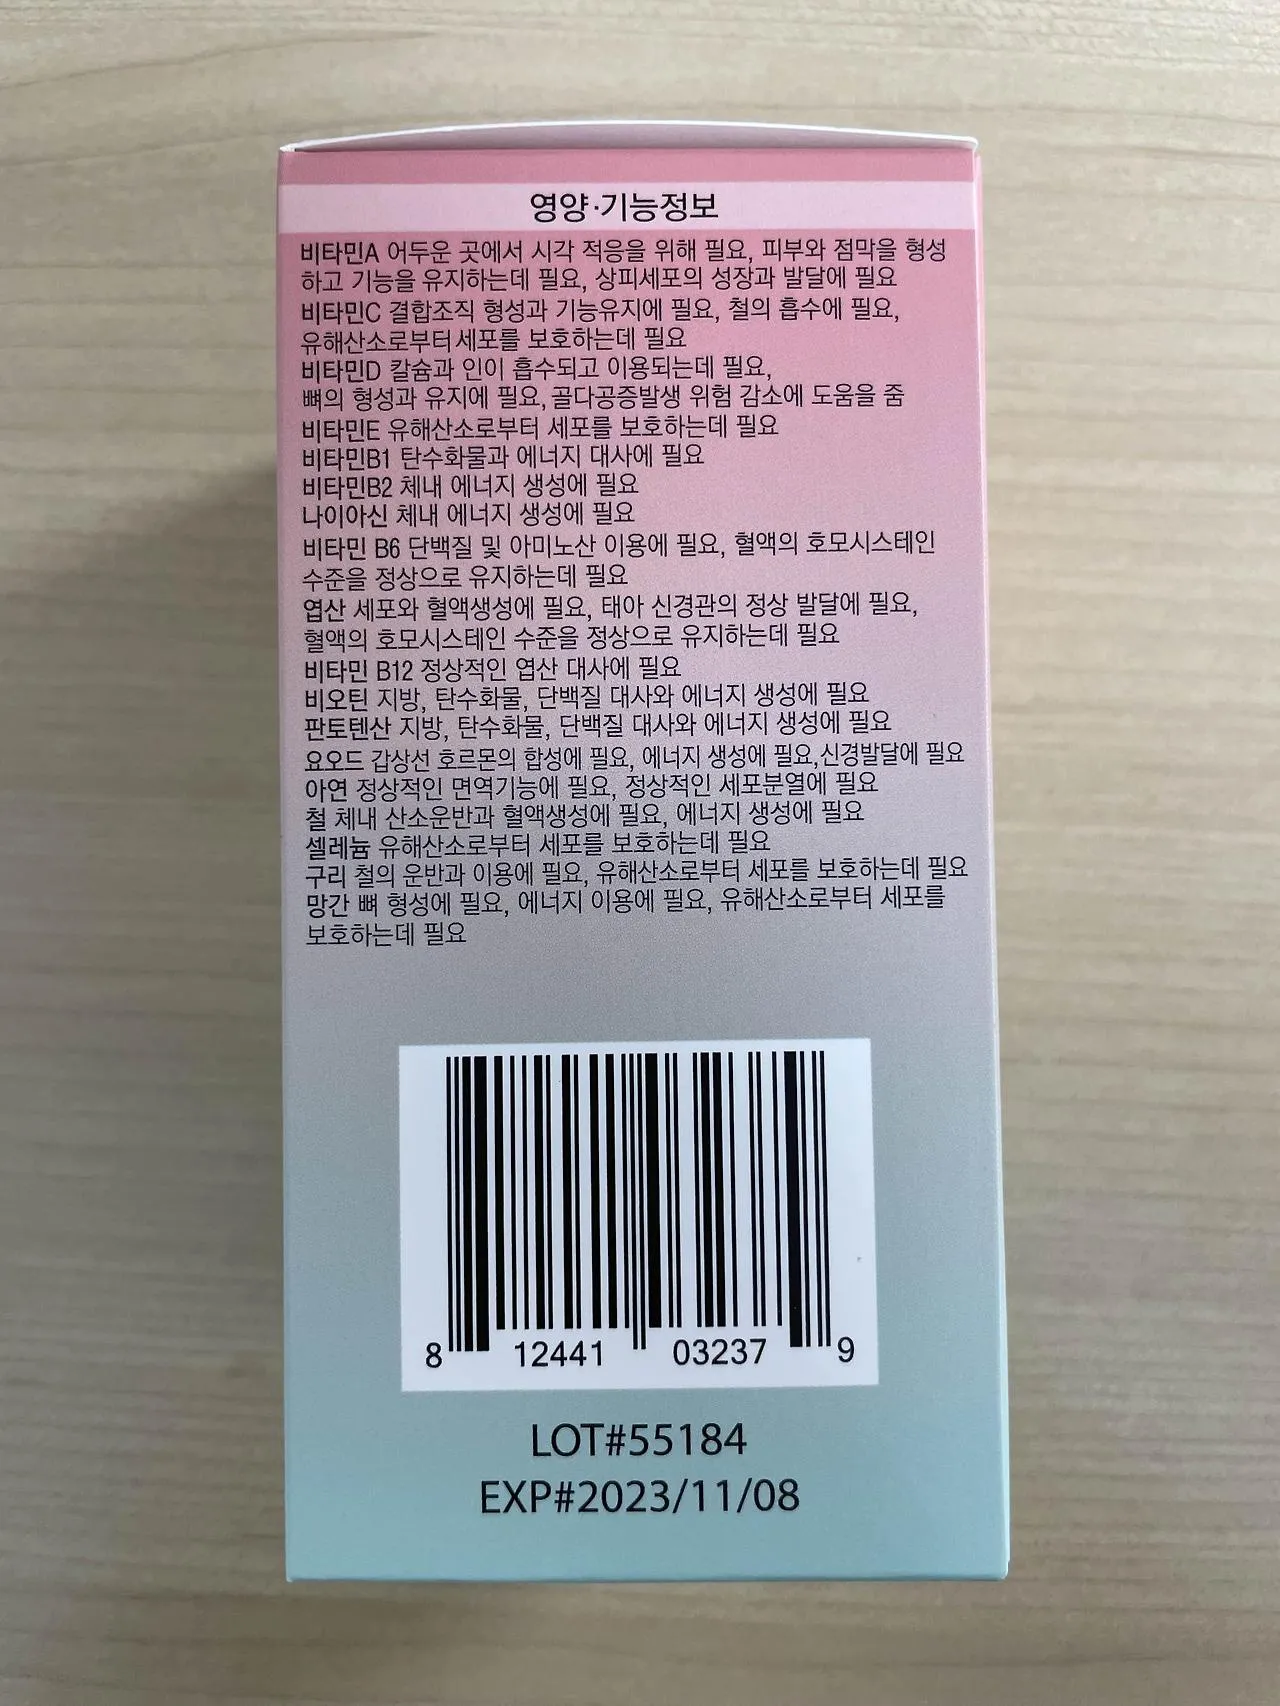 영양·기능정보
비타민A 어두운 곳에서 시각 적응을 위해 필요, 피부와 점막을 형성
하고 기능을 유지하는데 필요, 상피세포의 성장과 발달에 필요
비타민C 결합조직 형성과 기능유지에 필요, 철의 흡수에 필요,
유해산소로부터 세포를 보호하는데 필요
비타민D 칼슘과 인이 흡수되고 이용되는데 필요,
뼈의 형성과 유지에 필요, 골다공증발생 위험 감소에 도움을 줌
비타민E 유해산소로부터 세포를 보호하는데 필요
비타민B1 탄수화물과 에너지 대사에 필요
비타민B2 체내 에너지 생성에 필요
나이아신 체내 에너지 생성에 필요
비타민 B6 단백질 및 아미노산 이용에 필요, 혈액의 호모시스테인
수준을 정상으로 유지하는데 필요
엽산 세포와 혈액생성에 필요, 태아 신경관의 정상 발달에 필요,
혈액의 호모시스테인 수준을 정상으로 유지하는데 필요
비타민 B12 정상적인 엽산 대사에 필요
비오틴 지방, 탄수화물, 단백질 대사와 에너지 생성에 필요
판토텐산 지방, 탄수화물, 단백질 대사와 에너지 생성에 필요
요오드 갑상선 호르몬의 합성에 필요, 에너지 생성에 필요,신경발달에 필요
아연 정상적인 면역기능에 필요, 정상적인 세포분열에 필요
철 체내 산소운반과 혈액생성에 필요, 에너지 생성에 필요
셀레늄 유해산소로부터 세포를 보호하는데 필요
구리 철의 운반과 이용에 필요, 유해산소로부터 세포를 보호하는데 필요
망간 뼈 형성에 필요, 에너지 이용에 필요, 유해산소로부터 세포를
보호하는데 필요
8 12441 03237 9
LOT#55184
EXP#2023/11/08